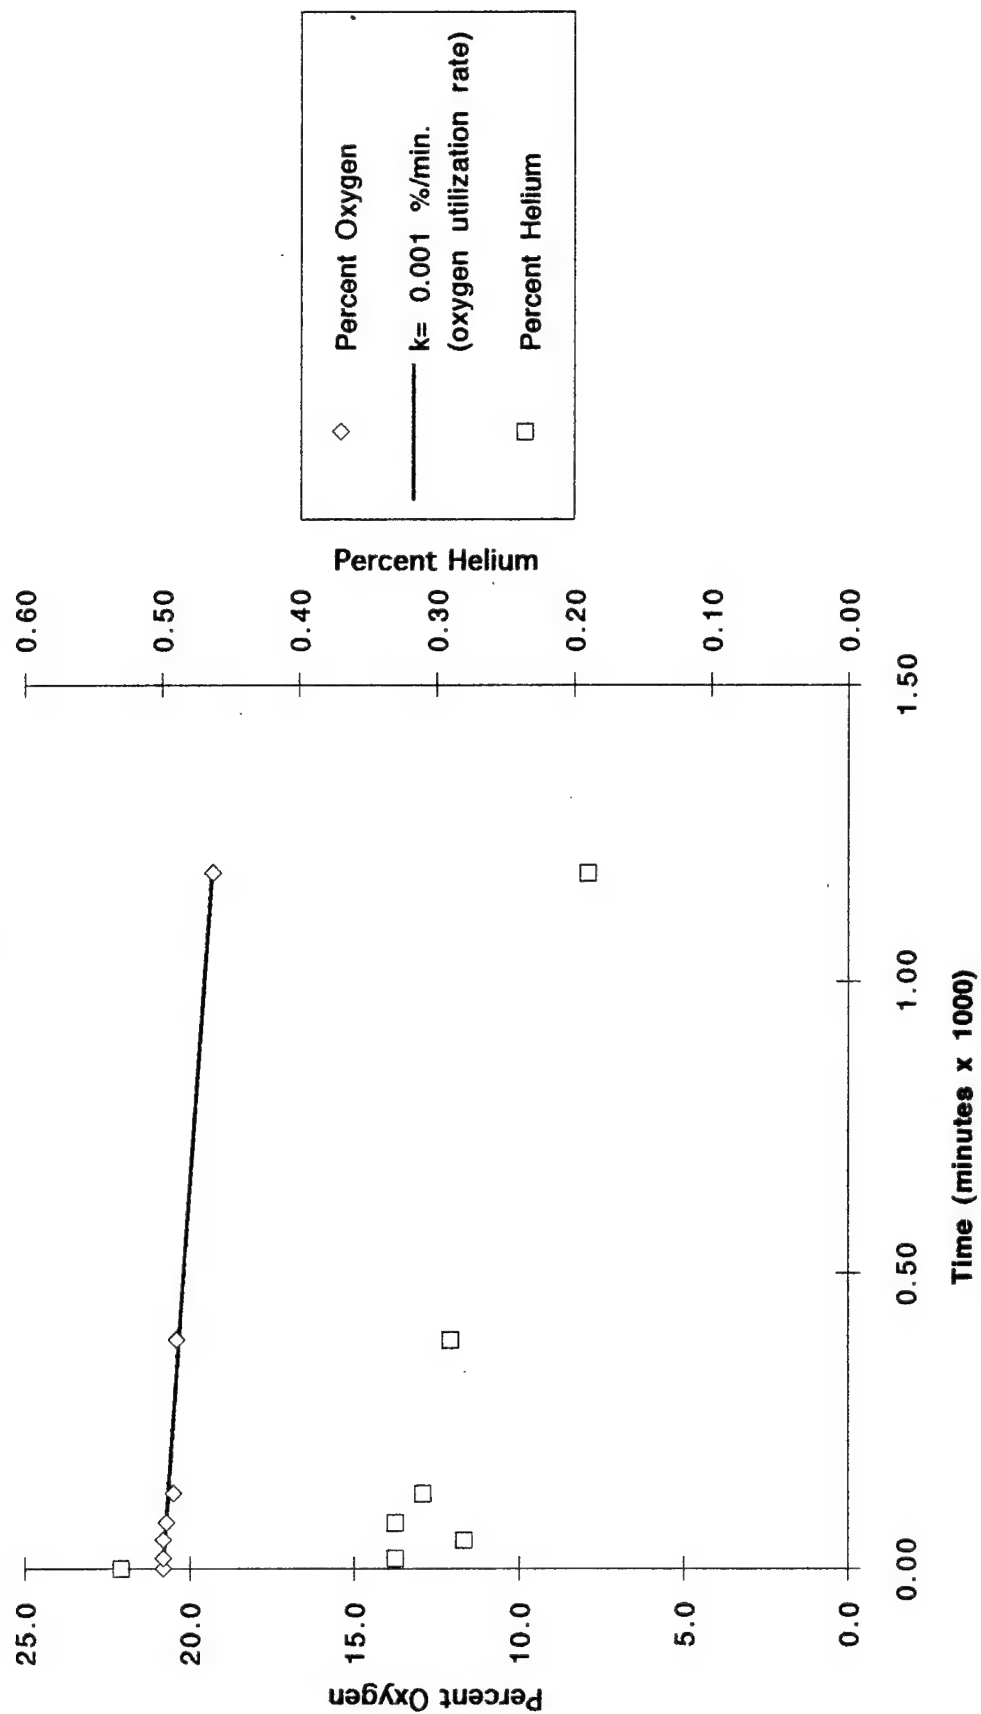 Percent Oxygen
25.0
20.0
15.0
10.0
5.0
0.0
0.00
0.50
1.00
1.50
Time (minutes x 1000)
0.60
0.50
0.40
0.30
0.20
0.10
0.00
Percent Helium
Percent Oxygen
k= 0.001 %/min.
(oxygen utilization rate)
Percent Helium